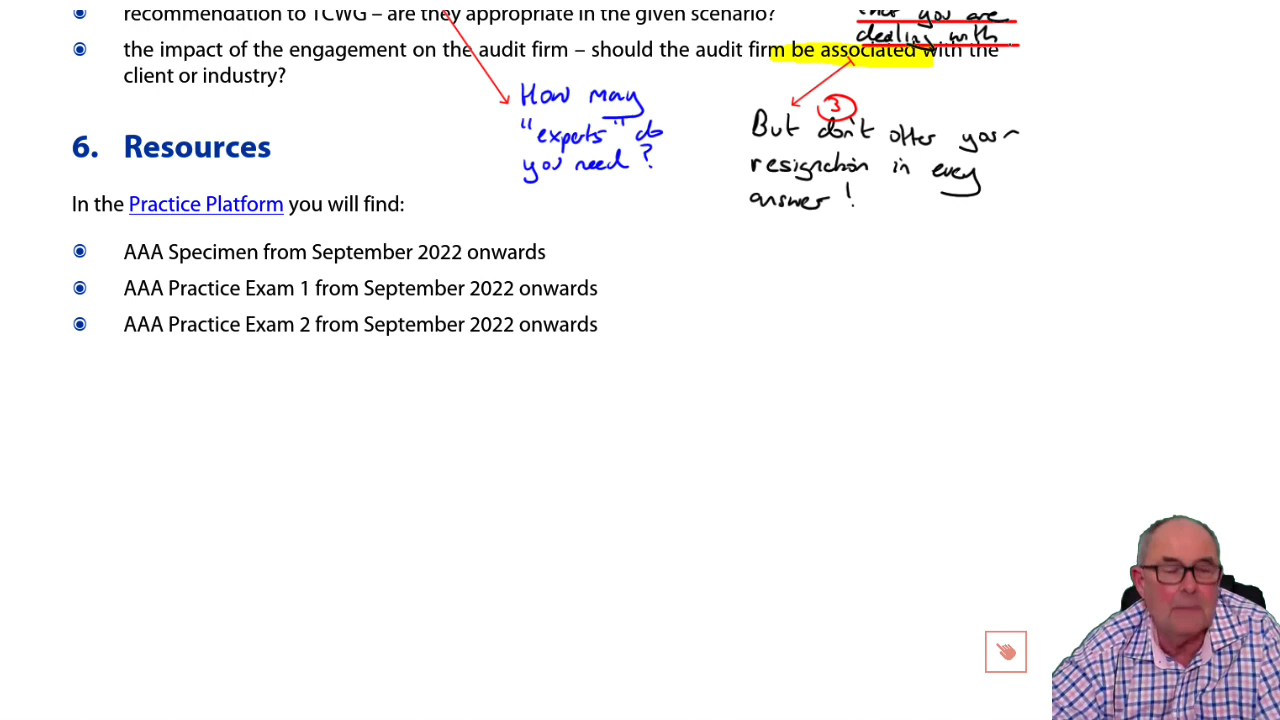 recommendation to TCWG – are they appropriate in the given scenario?
you are
dealing with
the impact of the engagement on the audit firm – should the audit firm be associated with the
client or industry?
How may
"experts" do
you need?
3
But don't offer your
resignation in every
answer!
6. Resources
In the Practice Platform you will find:
AAA Specimen from September 2022 onwards
AAA Practice Exam 1 from September 2022 onwards
AAA Practice Exam 2 from September 2022 onwards